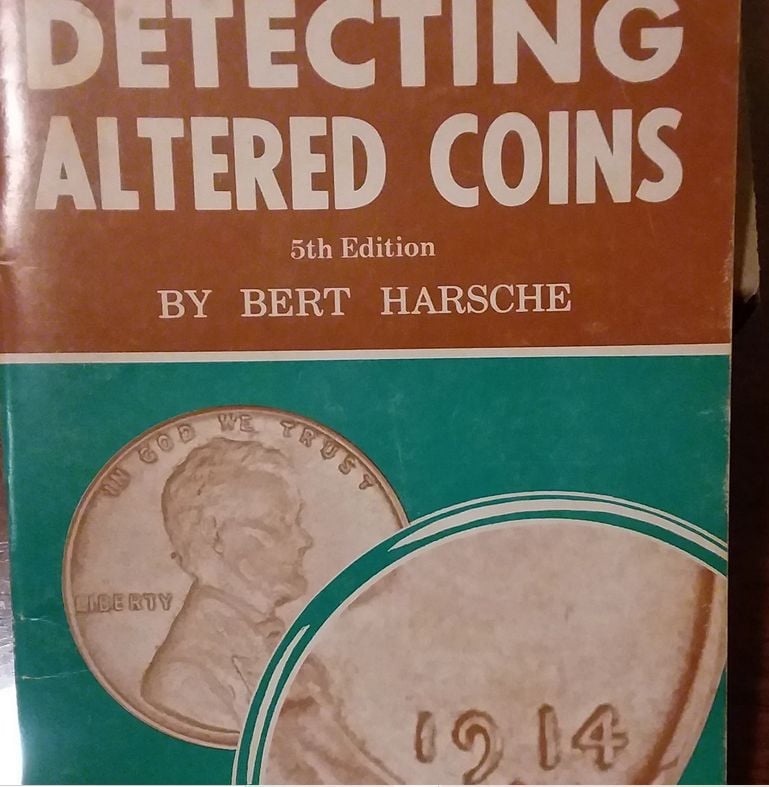 DETECTING
ALTERED COINS
5th Edition
BY BERT HARSCHE
IN GOD WE TRUST
LIBERTY
1914